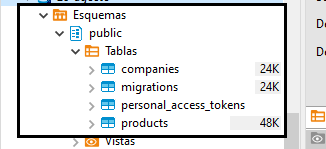 Esquemas
public
Tablas
companies 24K
migrations 24K
personal_access_tokens
products 48K
Vistas